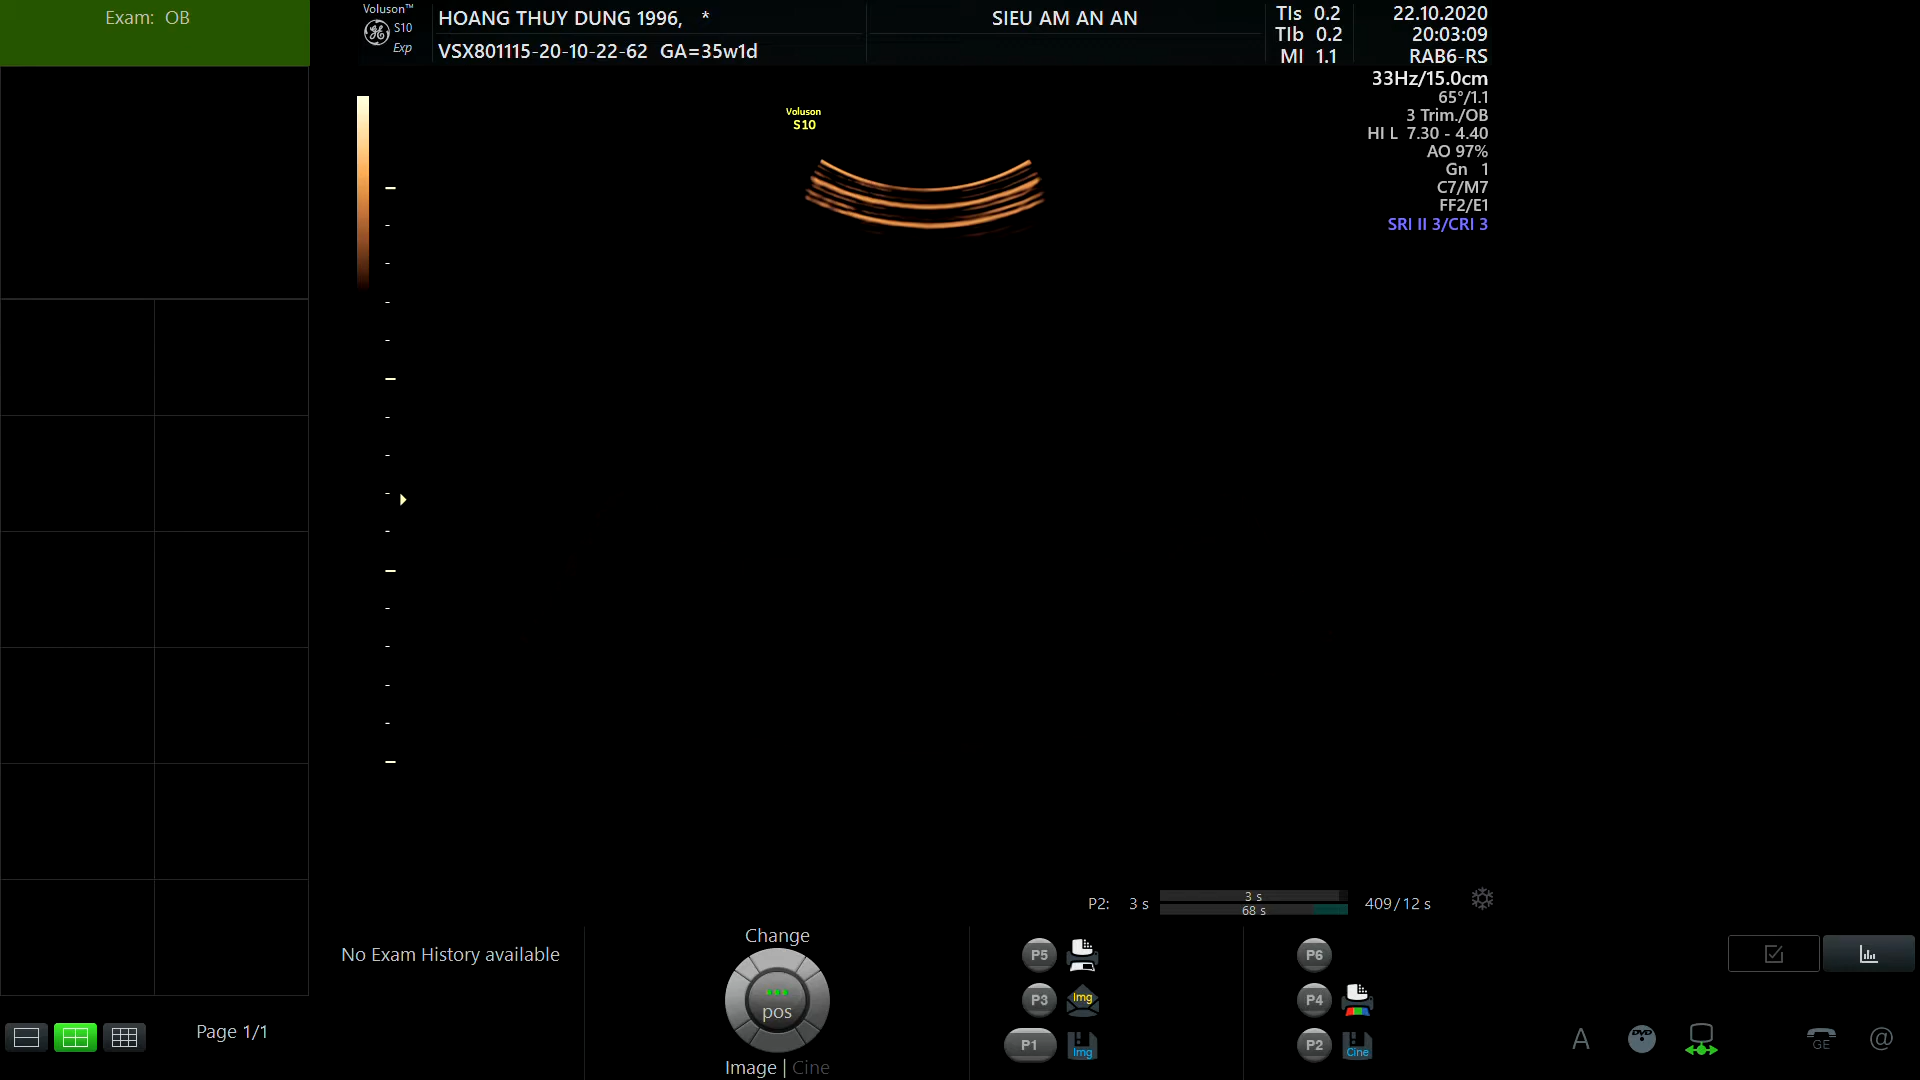 Exam: OB
Voluson™
S10
Exp
HOANG THUY DUNG 1996, *
VSX801115-20-10-22-62 GA=35w1d
SIEU AM AN AN
TIs 0.2
TIb 0.2
MI 1.1
22.10.2020
20:03:09
RAB6-RS
33Hz/15.0cm
65°/1.1
3 Trim./OB
HI L 7.30 - 4.40
AO 97%
Gn 1
C7/M7
FF2/E1
SRI II 3/CRI 3
Voluson
S10
P2: 3 s
3 s
68 s
409/12 s
No Exam History available
Change
pos
Image | Cine
P5
P3 Img
P1 Img
P6
P4
P2 Cine
Page 1/1
A
DVD
GE
@